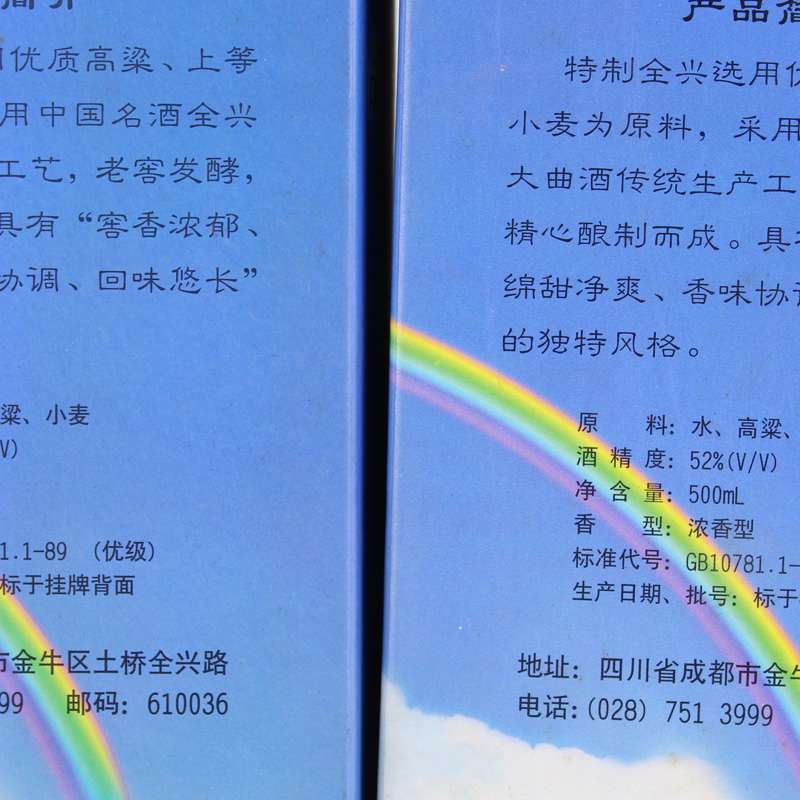 优质高粱、上等
用中国名酒全兴
工艺，老窖发酵，
具有“窖香浓郁、
协调、回味悠长”
粱、小麦
V)
1.1-89 (优级)
标于挂牌背面
市金牛区土桥全兴路
99 邮码: 610036
产品简
特制全兴选用优
小麦为原料，采用
大曲酒传统生产工
精心酿制而成。具有
绵甜净爽、香味协调
的独特风格。
原 料: 水、高粱、
酒 精 度: 52%(V/V)
净 含 量: 500mL
香 型: 浓香型
标准代号: GB10781.1-
生产日期、批号: 标于
地址: 四川省成都市金牛
电话: (028) 751 3999